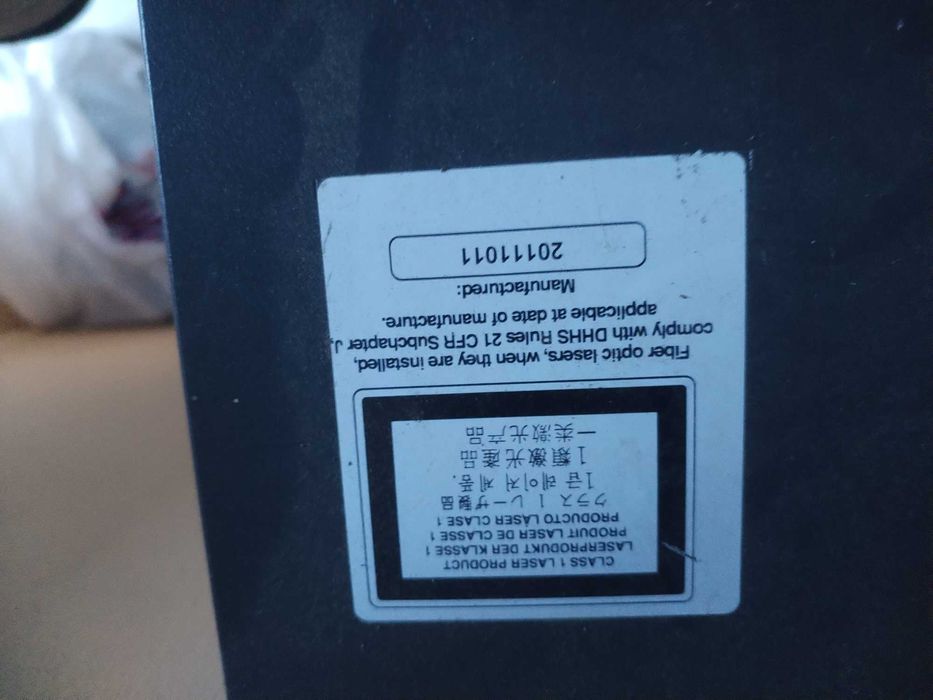 CLASS 1 LASER PRODUCT
LASERPRODUKT DER KLASSE 1
PRODUIT LASER DE CLASSE 1
PRODUCTO LÁSER CLASE 1
クラス 1 レーザ製品
1급 레이저 제품.
1 類激光產品
一类激光产品
Fiber optic lasers, when they are installed,
comply with DHHS Rules 21 CFR Subchapter J,
applicable at date of manufacture.
Manufactured:
20111011